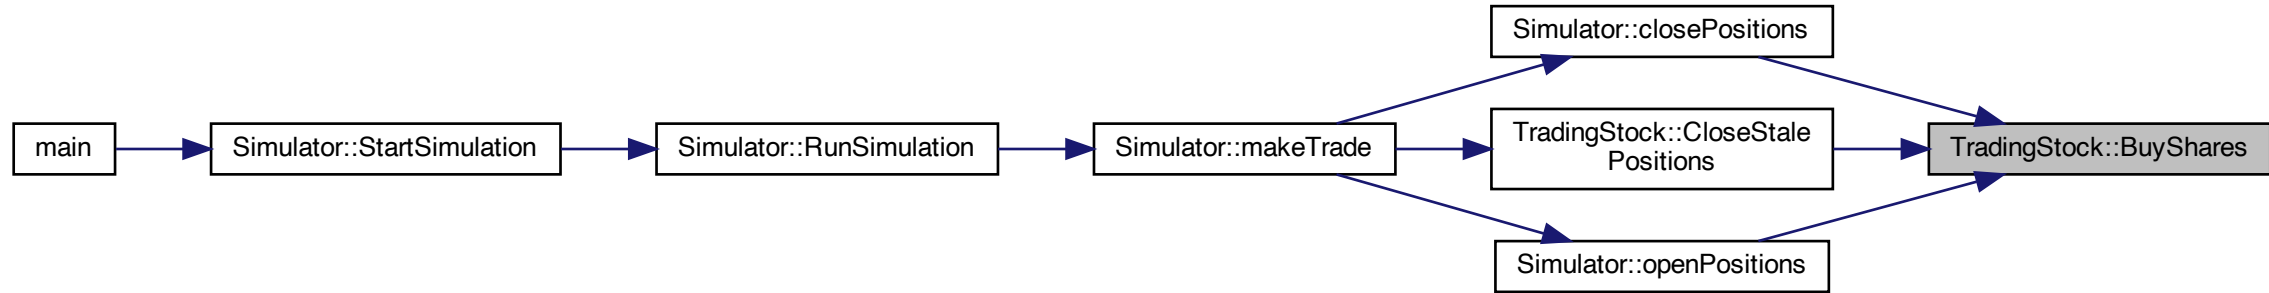 main
Simulator::StartSimulation
Simulator::RunSimulation
Simulator::makeTrade
Simulator::closePositions
TradingStock::CloseStale
Positions
Simulator::openPositions
TradingStock::BuyShares